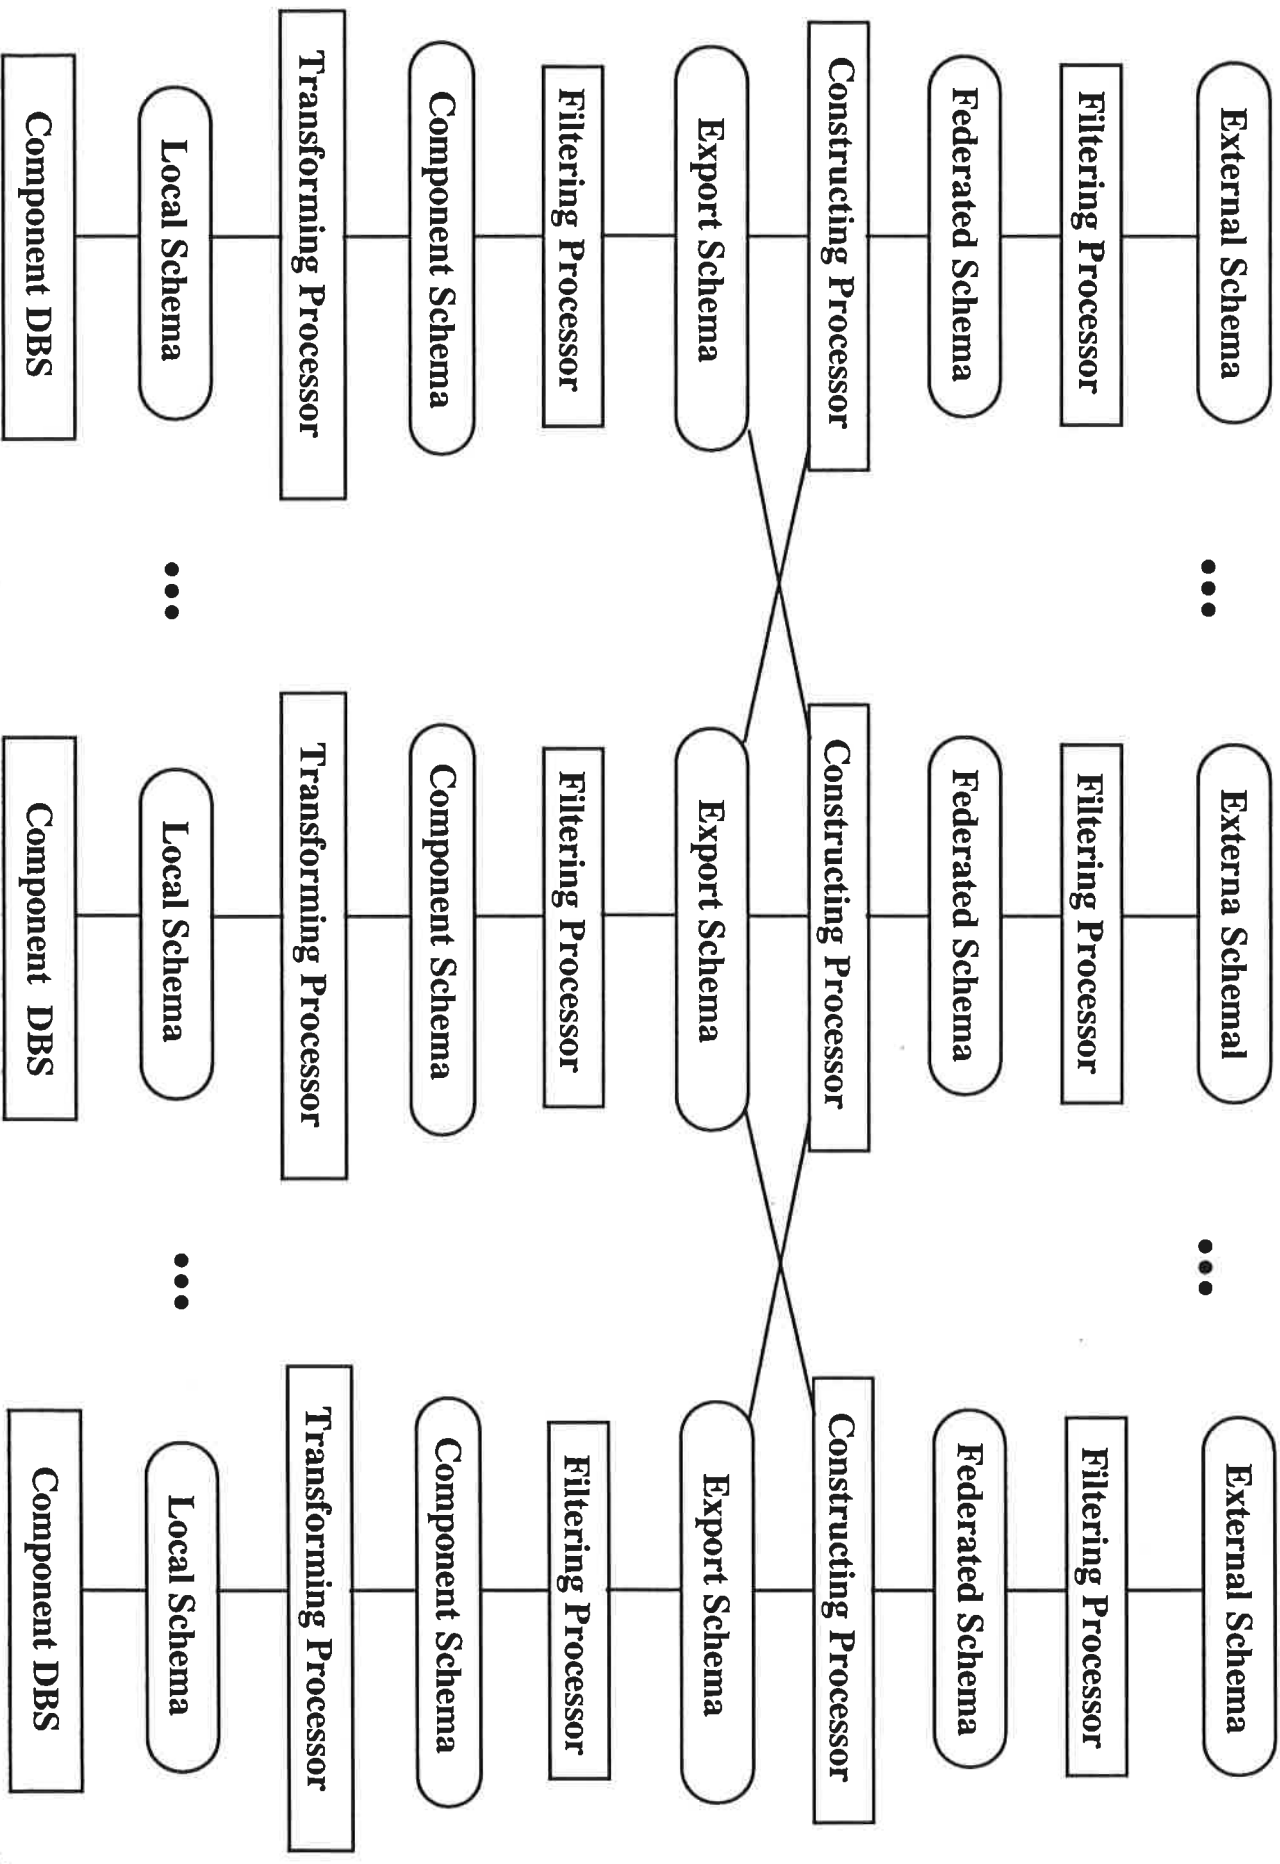 External Schema
Externa Schemal
External Schema
Filtering Processor
Filtering Processor
Filtering Processor
Federated Schema
Federated Schema
Federated Schema
Constructing Processor
Constructing Processor
Constructing Processor
Export Schema
Export Schema
Export Schema
Filtering Processor
Filtering Processor
Filtering Processor
Component Schema
Component Schema
Component Schema
Transforming Processor
Transforming Processor
Transforming Processor
Local Schema
Local Schema
Local Schema
Component DBS
Component DBS
Component DBS